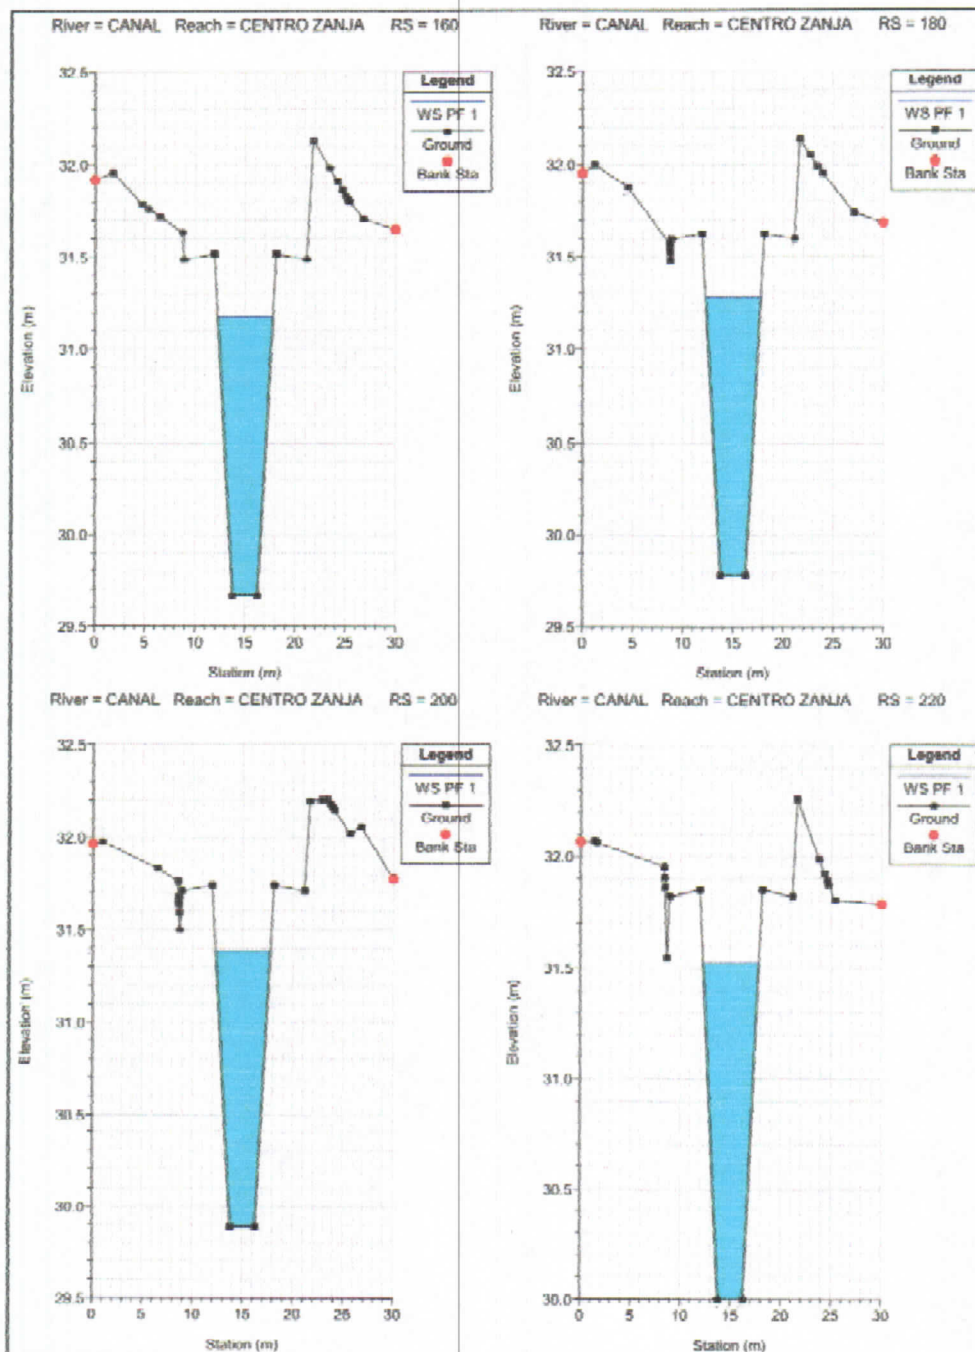 River = CANAL   Reach = CENTRO ZANJA   RS = 160
Legend
WS PF 1
Ground
Bank Sta
Elevation (m)
32.5
32.0
31.5
31.0
30.5
30.0
29.5
0 5 10 15 20 25 30
Station (m)
River = CANAL   Reach = CENTRO ZANJA   RS = 180
Legend
WS PF 1
Ground
Bank Sta
Elevation (m)
32.5
32.0
31.5
31.0
30.5
30.0
29.5
0 5 10 15 20 25 30
Station (m)
River = CANAL   Reach = CENTRO ZANJA   RS = 200
Legend
WS PF 1
Ground
Bank Sta
Elevation (m)
32.5
32.0
31.5
31.0
30.5
30.0
29.5
0 5 10 15 20 25 30
Station (m)
River = CANAL   Reach = CENTRO ZANJA   RS = 220
Legend
WS PF 1
Ground
Bank Sta
Elevation (m)
32.5
32.0
31.5
31.0
30.5
30.0
0 5 10 15 20 25 30
Station (m)